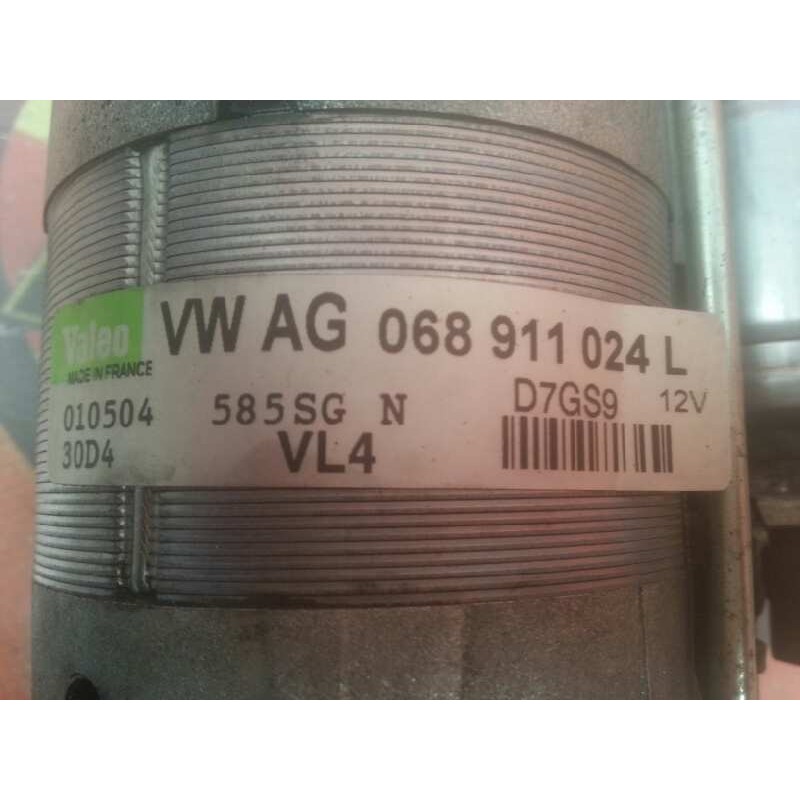 Valeo
MADE IN FRANCE
VW AG 068 911 024 L
010504 585SG N D7GS9 12V
30D4 VL4